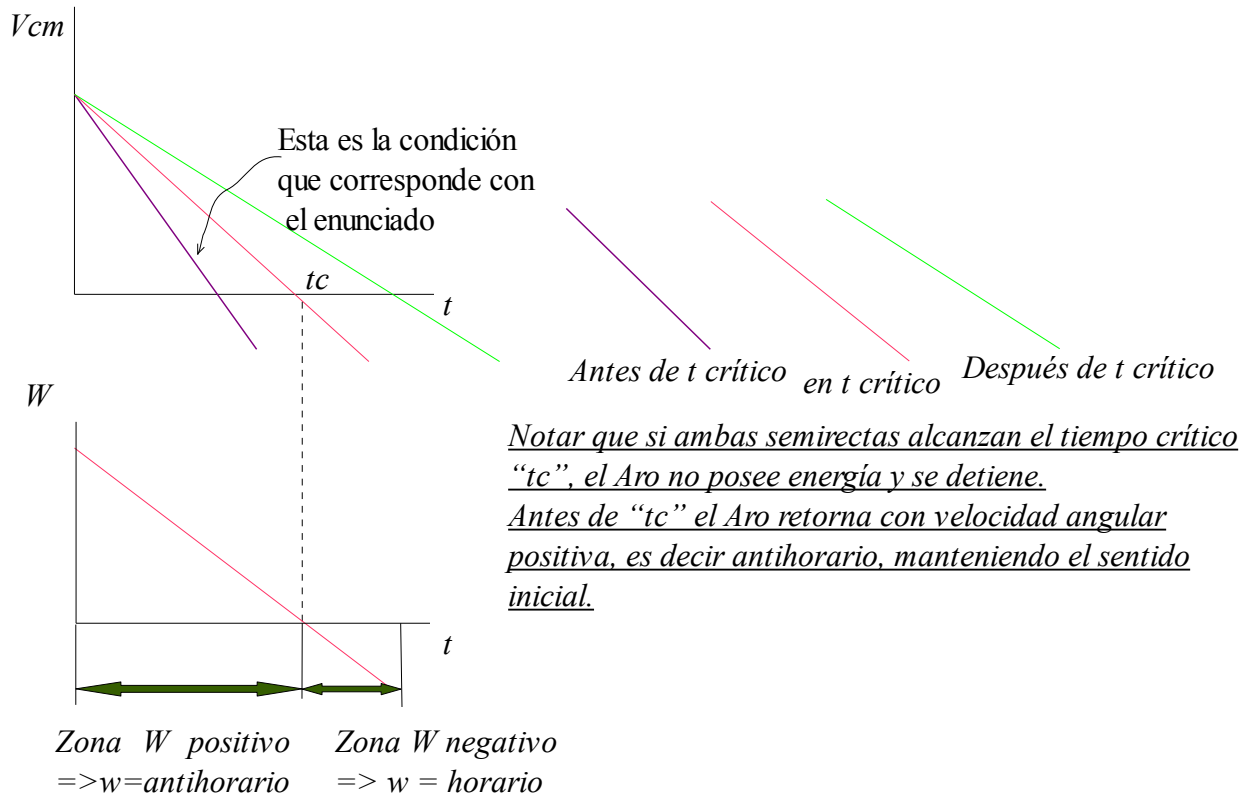 Vcm
Esta es la condición
que corresponde con
el enunciado
tc
t
Antes de t crítico
en t crítico
Después de t crítico
W
Notar que si ambas semirectas alcanzan el tiempo crítico
“tc”, el Aro no posee energía y se detiene.
Antes de “tc” el Aro retorna con velocidad angular
positiva, es decir antihorario, manteniendo el sentido
inicial.
t
Zona W positivo
=>w=antihorario
Zona W negativo
=> w = horario